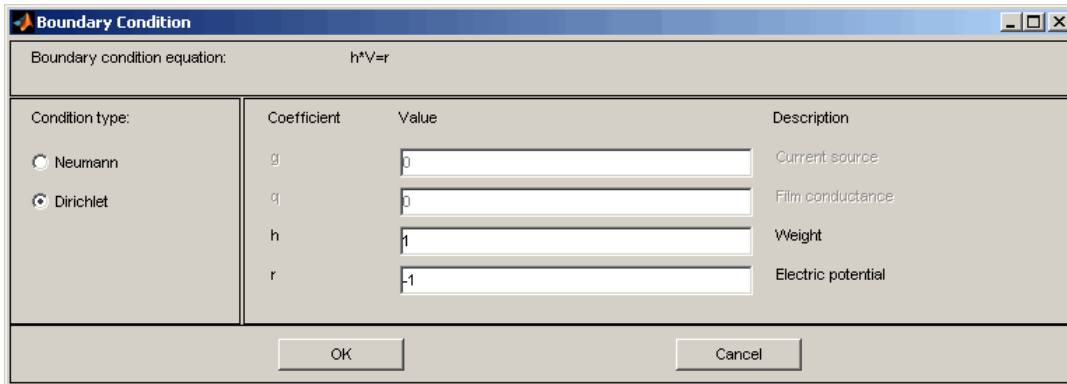 Boundary Condition
Boundary condition equation: h*V=r
Condition type: Coefficient Value Description
Neumann g 0 Current source
Dirichlet q 0 Film conductance
h 1 Weight
r -1 Electric potential
OK Cancel